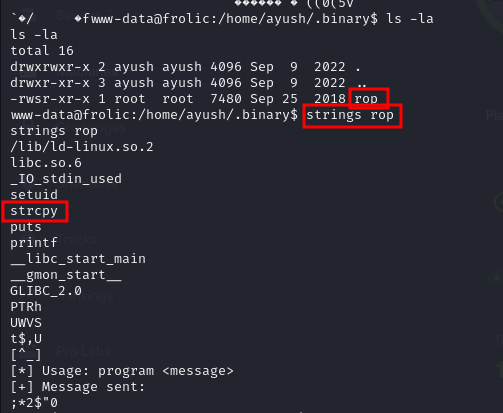 www-data@frolic:/home/ayush/.binary$ ls -la
ls -la
total 16
drwxrwxr-x 2 ayush ayush 4096 Sep  9  2022 .
drwxr-xr-x 3 ayush ayush 4096 Sep  9  2022 ..
-rwsr-xr-x 1 root  root  7480 Sep 25  2018 rop
www-data@frolic:/home/ayush/.binary$ strings rop
strings rop
/lib/ld-linux.so.2
libc.so.6
_IO_stdin_used
setuid
strcpy
puts
printf
__libc_start_main
__gmon_start__
GLIBC_2.0
PTRh
UWVS
t$,U
[^_]
[*] Usage: program <message>
[+] Message sent:
;*2$"0